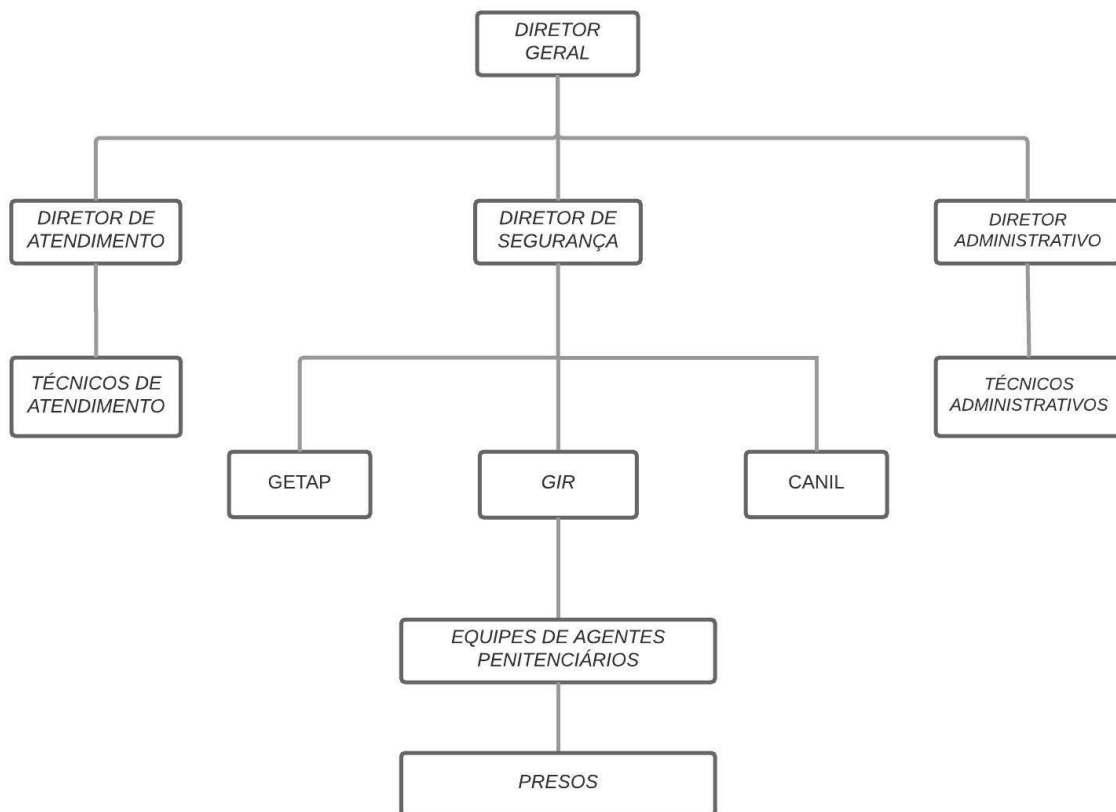 DIRETOR
GERAL
DIRETOR DE
ATENDIMENTO
DIRETOR DE
SEGURANÇA
DIRETOR
ADMINISTRATIVO
TÉCNICOS DE
ATENDIMENTO
TÉCNICOS
ADMINISTRATIVOS
GETAP
GIR
CANIL
EQUIPES DE AGENTES
PENITENCIÁRIOS
PRESOS